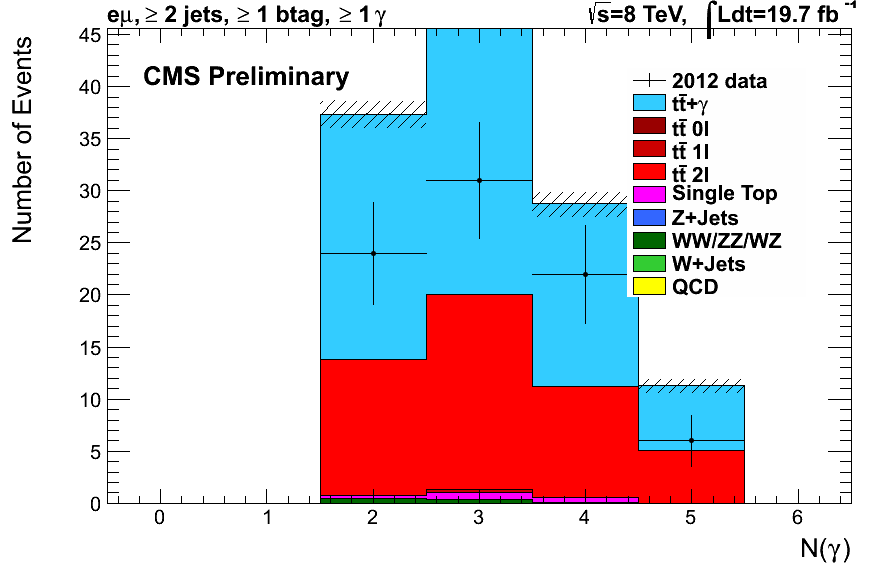 eμ, ≥ 2 jets, ≥ 1 btag, ≥ 1 γ
√s=8 TeV, ∫Ldt=19.7 fb⁻¹
CMS Preliminary
Number of Events
45
40
35
30
25
20
15
10
5
0
2012 data
tt̄+γ
tt̄ 0l
tt̄ 1l
tt̄ 2l
Single Top
Z+Jets
WW/ZZ/WZ
W+Jets
QCD
0 1 2 3 4 5 6
N(γ)